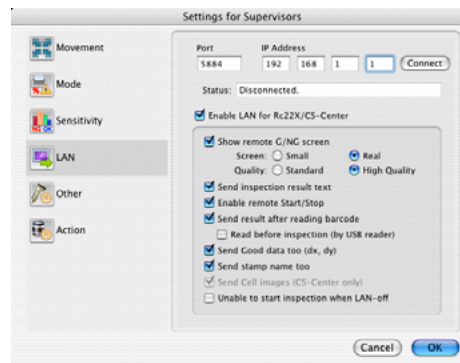 Settings for Supervisors
Movement
Mode
Sensitivity
LAN
Other
Action
Port IP Address
5884 192 168 1 1 Connect
Status: Disconnected.
Enable LAN for Rc22X/CS-Center
Show remote G/NG screen
Screen: Small Real
Quality: Standard High Quality
Send inspection result text
Enable remote Start/Stop
Send result after reading barcode
Read before inspection (by USB reader)
Send Good data too (dx, dy)
Send stamp name too
Send Cell images (CS-Center only)
Unable to start inspection when LAN-off
Cancel OK